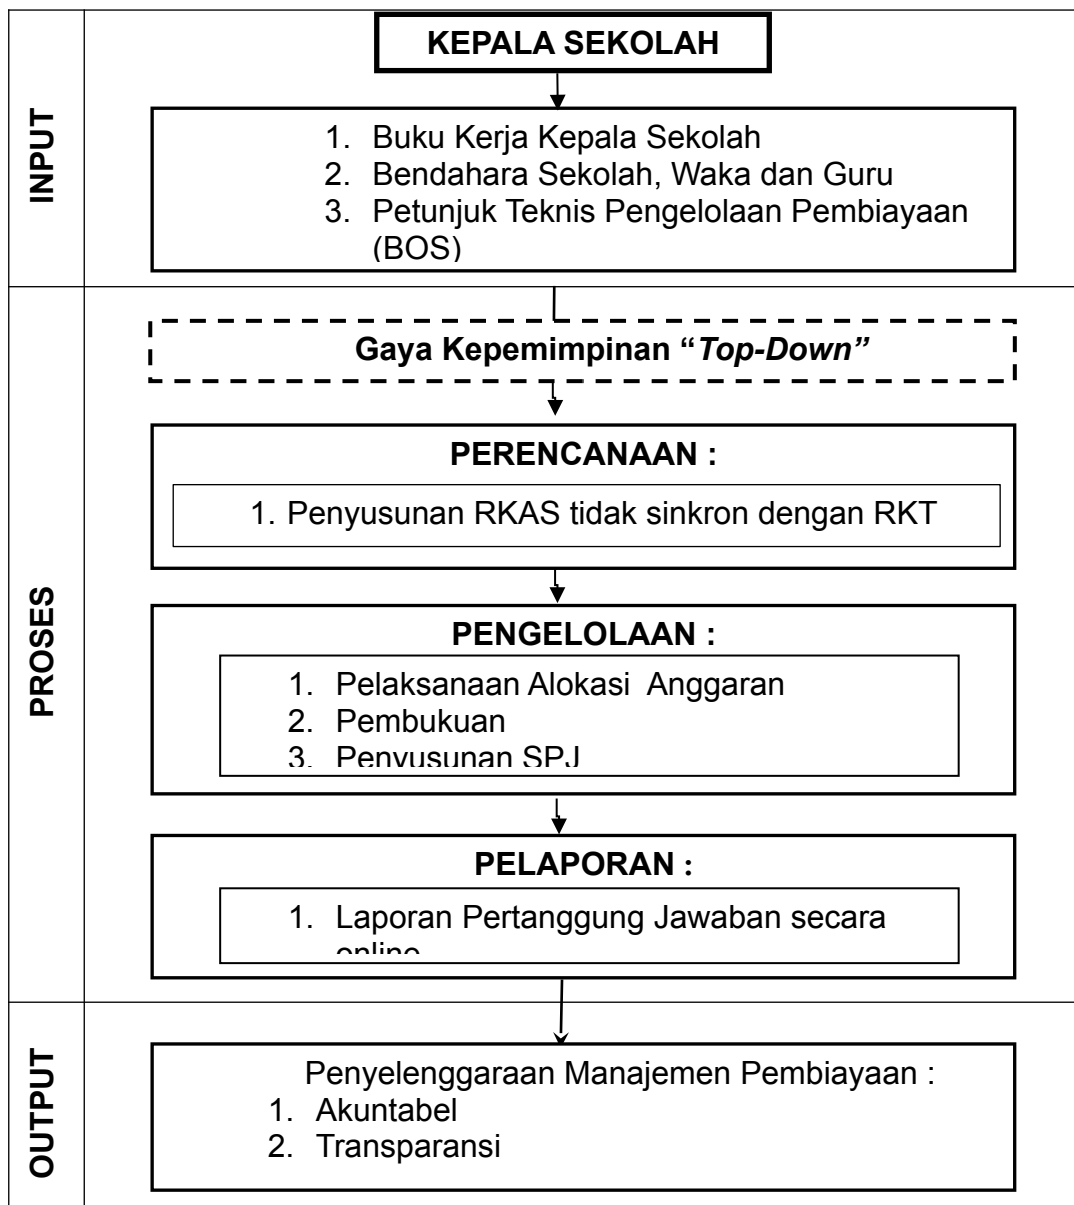 INPUT
KEPALA SEKOLAH
1. Buku Kerja Kepala Sekolah
2. Bendahara Sekolah, Waka dan Guru
3. Petunjuk Teknis Pengelolaan Pembiayaan
(BOS)
PROSES
Gaya Kepemimpinan “Top-Down”
PERENCANAAN :
1. Penyusunan RKAS tidak sinkron dengan RKT
PENGELOLAAN :
1. Pelaksanaan Alokasi Anggaran
2. Pembukuan
3. Penyusunan SPJ
PELAPORAN :
1. Laporan Pertanggung Jawaban secara
online
OUTPUT
Penyelenggaraan Manajemen Pembiayaan :
1. Akuntabel
2. Transparansi